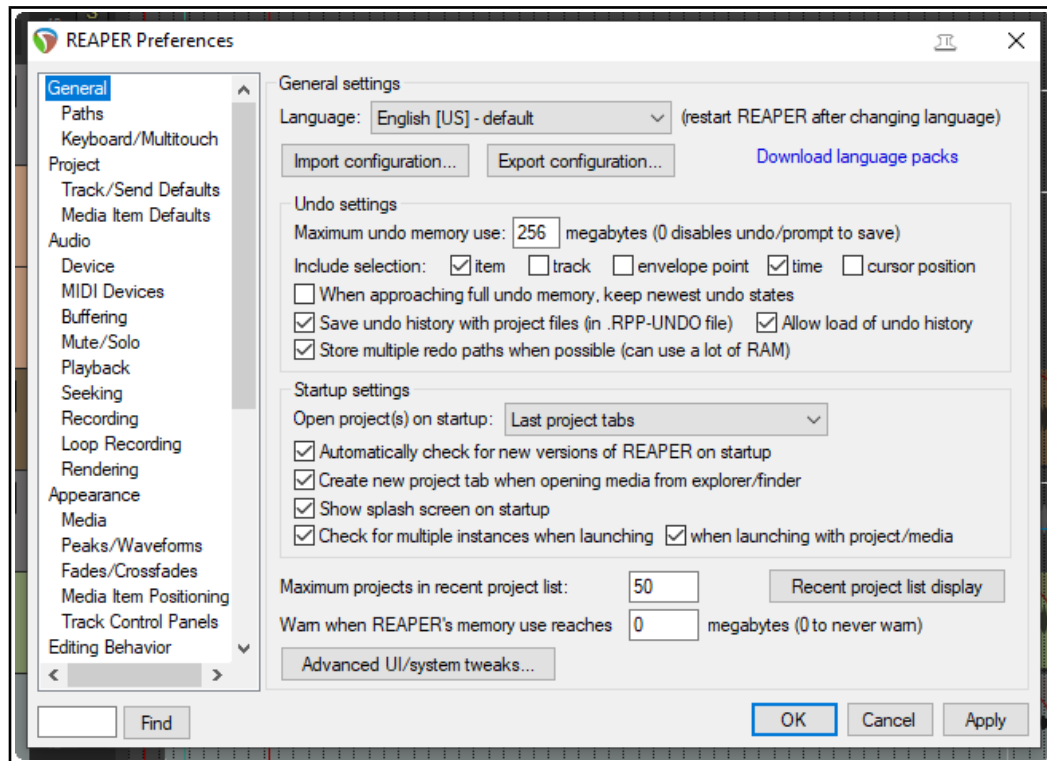 REAPER Preferences
General
Paths
Keyboard/Multitouch
Project
Track/Send Defaults
Media Item Defaults
Audio
Device
MIDI Devices
Buffering
Mute/Solo
Playback
Seeking
Recording
Loop Recording
Rendering
Appearance
Media
Peaks/Waveforms
Fades/Crossfades
Media Item Positioning
Track Control Panels
Editing Behavior
Find
General settings
Language: English [US] - default (restart REAPER after changing language)
Import configuration... Export configuration... Download language packs
Undo settings
Maximum undo memory use: 256 megabytes (0 disables undo/prompt to save)
Include selection: item track envelope point time cursor position
When approaching full undo memory, keep newest undo states
Save undo history with project files (in .RPP-UNDO file) Allow load of undo history
Store multiple redo paths when possible (can use a lot of RAM)
Startup settings
Open project(s) on startup: Last project tabs
Automatically check for new versions of REAPER on startup
Create new project tab when opening media from explorer/finder
Show splash screen on startup
Check for multiple instances when launching when launching with project/media
Maximum projects in recent project list: 50 Recent project list display
Warn when REAPER's memory use reaches 0 megabytes (0 to never warn)
Advanced UI/system tweaks...
OK Cancel Apply